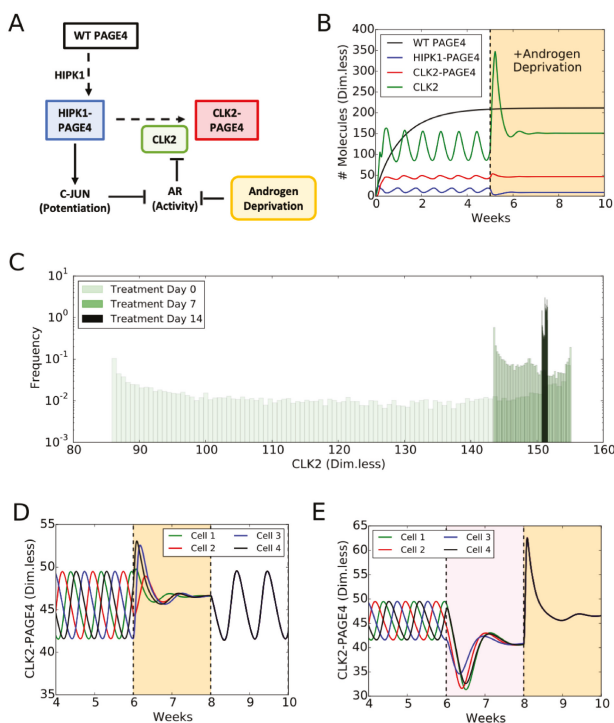 A
WT PAGE4
HIPK1
HIPK1-
PAGE4
CLK2-
PAGE4
CLK2
C-JUN
(Potentiation)
AR
(Activity)
Androgen
Deprivation
B
# Molecules (Dim.less)
400
350
300
250
200
150
100
50
0
WT PAGE4
HIPK1-PAGE4
CLK2-PAGE4
CLK2
+Androgen
Deprivation
0 2 4 6 8 10
Weeks
C
Frequency
10^1
10^0
10^-1
10^-2
10^-3
Treatment Day 0
Treatment Day 7
Treatment Day 14
80 90 100 110 120 130 140 150 160
CLK2 (Dim.less)
D
CLK2-PAGE4 (Dim.less)
55
50
45
40
35
30
Cell 1 Cell 3
Cell 2 Cell 4
4 5 6 7 8 9 10
Weeks
E
CLK2-PAGE4 (Dim.less)
65
60
55
50
45
40
35
30
Cell 1 Cell 3
Cell 2 Cell 4
4 5 6 7 8 9 10
Weeks